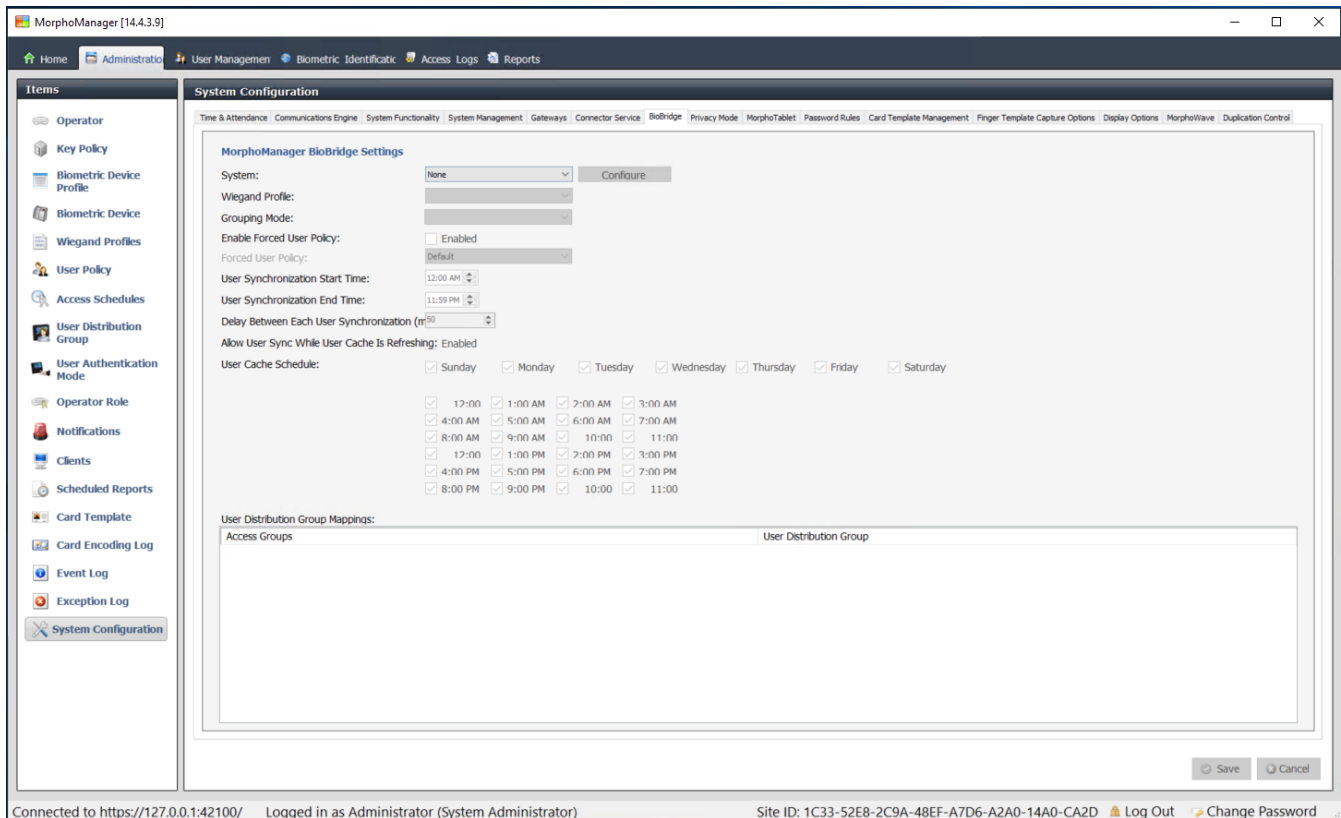 MorphoManager [14.4.3.9]
Home Administratio User Managemen Biometric Identificatic Access Logs Reports
Items
Operator
Key Policy
Biometric Device
Profile
Biometric Device
Wiegand Profiles
User Policy
Access Schedules
User Distribution
Group
User Authentication
Mode
Operator Role
Notifications
Clients
Scheduled Reports
Card Template
Card Encoding Log
Event Log
Exception Log
System Configuration
System Configuration
Time & Attendance Communications Engine System Functionality System Management Gateways Connector Service BioBridge Privacy Mode MorphoTablet Password Rules Card Template Management Finger Template Capture Options Display Options MorphoWave Duplication Control
MorphoManager BioBridge Settings
System: None Configure
Wiegand Profile:
Grouping Mode:
Enable Forced User Policy: Enabled
Forced User Policy: Default
User Synchronization Start Time: 12:00 AM
User Synchronization End Time: 11:59 PM
Delay Between Each User Synchronization (m 50
Allow User Sync While User Cache Is Refreshing: Enabled
User Cache Schedule: Sunday Monday Tuesday Wednesday Thursday Friday Saturday
12:00 1:00 AM 2:00 AM 3:00 AM
4:00 AM 5:00 AM 6:00 AM 7:00 AM
8:00 AM 9:00 AM 10:00 11:00
12:00 1:00 PM 2:00 PM 3:00 PM
4:00 PM 5:00 PM 6:00 PM 7:00 PM
8:00 PM 9:00 PM 10:00 11:00
User Distribution Group Mappings:
Access Groups User Distribution Group
Save Cancel
Connected to https://127.0.0.1:42100/ Logged in as Administrator (System Administrator) Site ID: 1C33-52E8-2C9A-48EF-A7D6-A2A0-14A0-CA2D Log Out Change Password